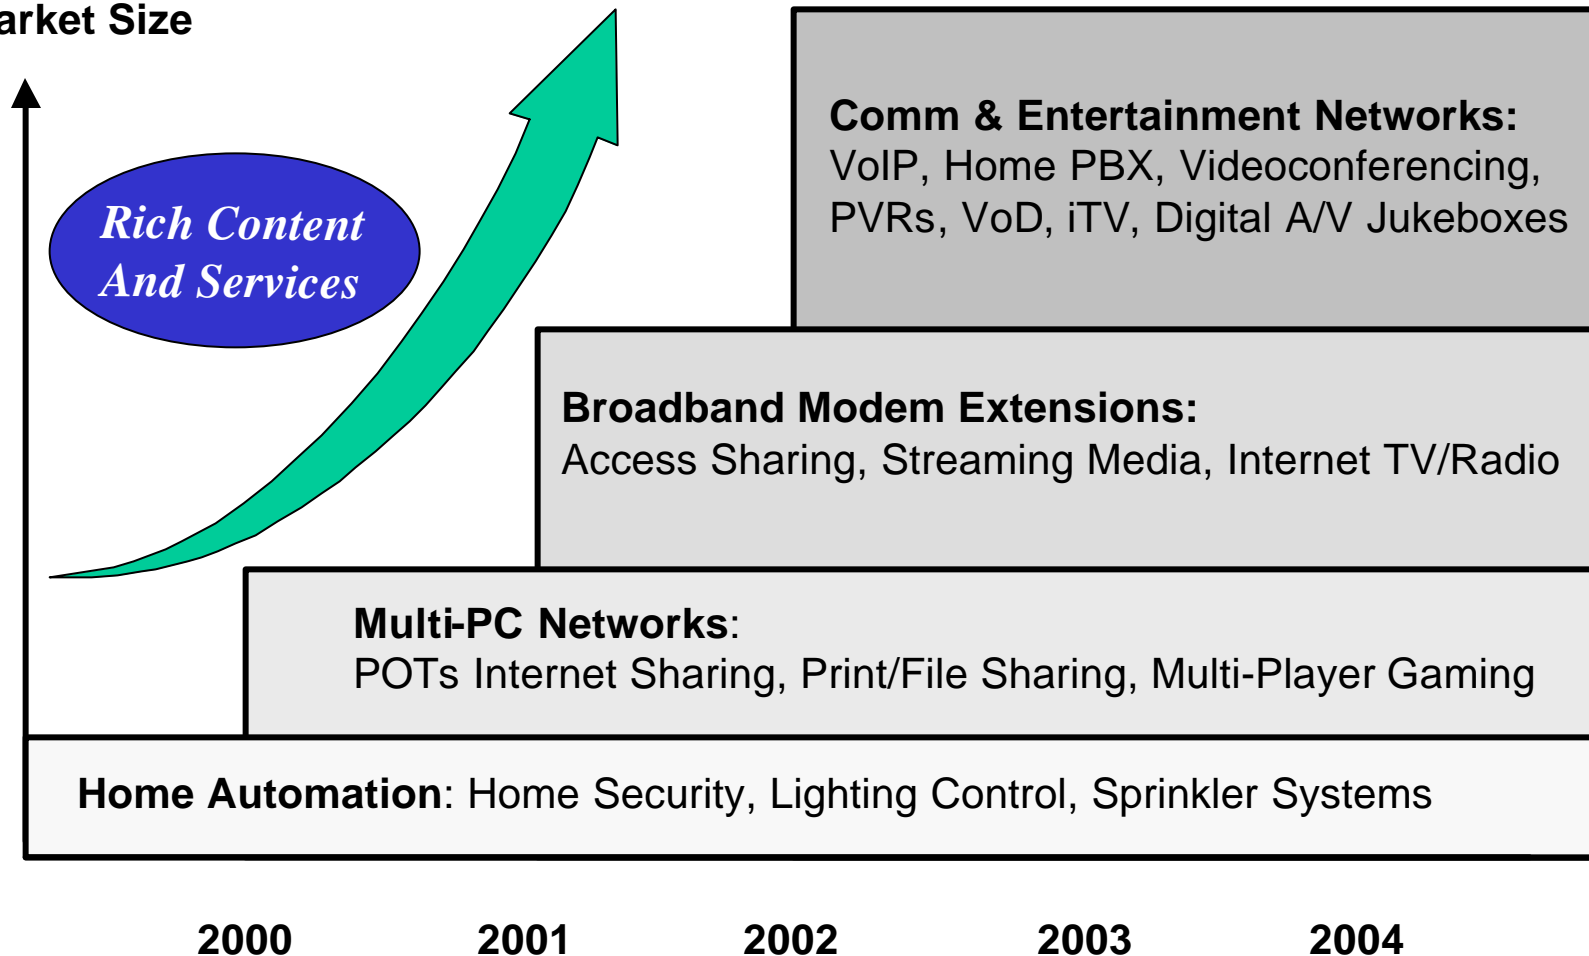 arket Size
Rich Content
And Services
Comm & Entertainment Networks:
VoIP, Home PBX, Videoconferencing,
PVRs, VoD, iTV, Digital A/V Jukeboxes
Broadband Modem Extensions:
Access Sharing, Streaming Media, Internet TV/Radio
Multi-PC Networks:
POTs Internet Sharing, Print/File Sharing, Multi-Player Gaming
Home Automation: Home Security, Lighting Control, Sprinkler Systems
2000 2001 2002 2003 2004